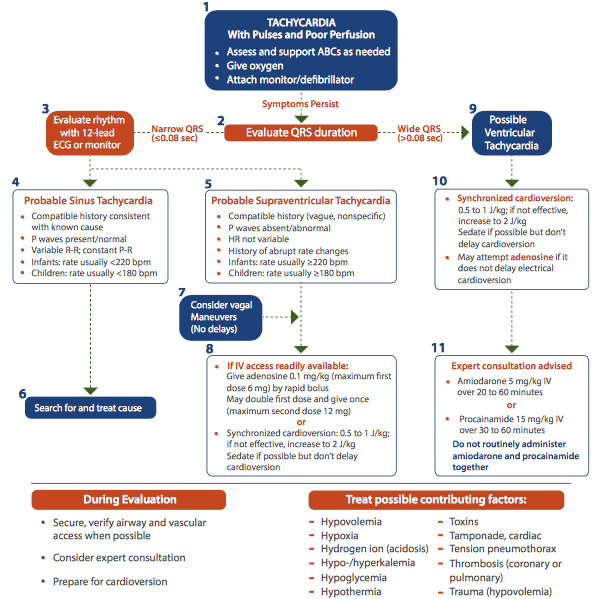 1
TACHYCARDIA
With Pulses and Poor Perfusion
• Assess and support ABCs as needed
• Give oxygen
• Attach monitor/defibrillator
Symptoms Persist
2
Evaluate QRS duration
Narrow QRS
(≤0.08 sec)
Wide QRS
(>0.08 sec)
3
Evaluate rhythm
with 12-lead
ECG or monitor
9
Possible
Ventricular
Tachycardia
4
Probable Sinus Tachycardia
• Compatible history consistent
with known cause
• P waves present/normal
• Variable R-R; constant P-R
• Infants: rate usually <220 bpm
• Children: rate usually <180 bpm
5
Probable Supraventricular Tachycardia
• Compatible history (vague, nonspecific)
• P waves absent/abnormal
• HR not variable
• History of abrupt rate changes
• Infants: rate usually ≥220 bpm
• Children: rate usually ≥180 bpm
10
• Synchronized cardioversion:
0.5 to 1 J/kg; if not effective,
increase to 2 J/kg
Sedate if possible but don't
delay cardioversion
• May attempt adenosine if it
does not delay electrical
cardioversion
7
Consider vagal
Maneuvers
(No delays)
6
Search for and treat cause
8
• If IV access readily available:
Give adenosine 0.1 mg/kg (maximum first
dose 6 mg) by rapid bolus
May double first dose and give once
(maximum second dose 12 mg)
or
• Synchronized cardioversion: 0.5 to 1 J/kg;
if not effective, increase to 2 J/kg
Sedate if possible but don't delay
cardioversion
11
Expert consultation advised
• Amiodarone 5 mg/kg IV
over 20 to 60 minutes
or
• Procainamide 15 mg/kg IV
over 30 to 60 minutes
Do not routinely administer
amiodarone and procainamide
together
During Evaluation
• Secure, verify airway and vascular
access when possible
• Consider expert consultation
• Prepare for cardioversion
Treat possible contributing factors:
– Hypovolemia
– Hypoxia
– Hydrogen ion (acidosis)
– Hypo-/hyperkalemia
– Hypoglycemia
– Hypothermia
– Toxins
– Tamponade, cardiac
– Tension pneumothorax
– Thrombosis (coronary or
pulmonary)
– Trauma (hypovolemia)